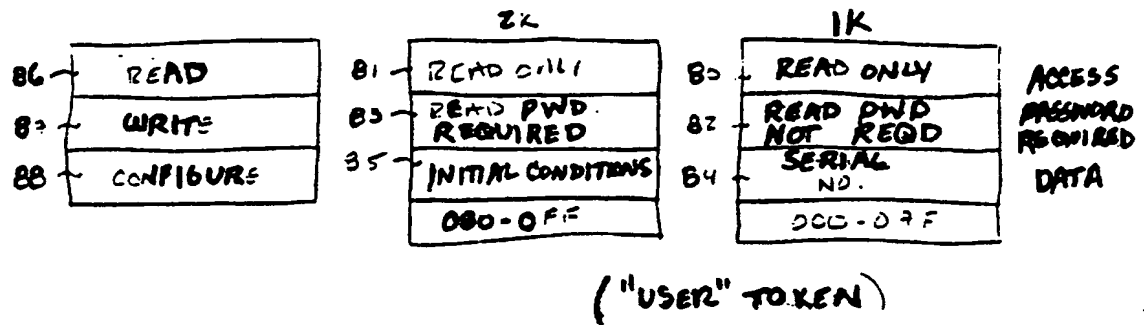 2K 1K
86 READ 81 READ ONLY 80 READ ONLY ACCESS
87 WRITE 83 READ PWD. REQUIRED 82 READ PWD NOT REQD PASSWORD REQUIRED
88 CONFIGURE 85 INITIAL CONDITIONS 84 SERIAL NO. DATA
080-0FF 000-07F
("USER" TOKEN)